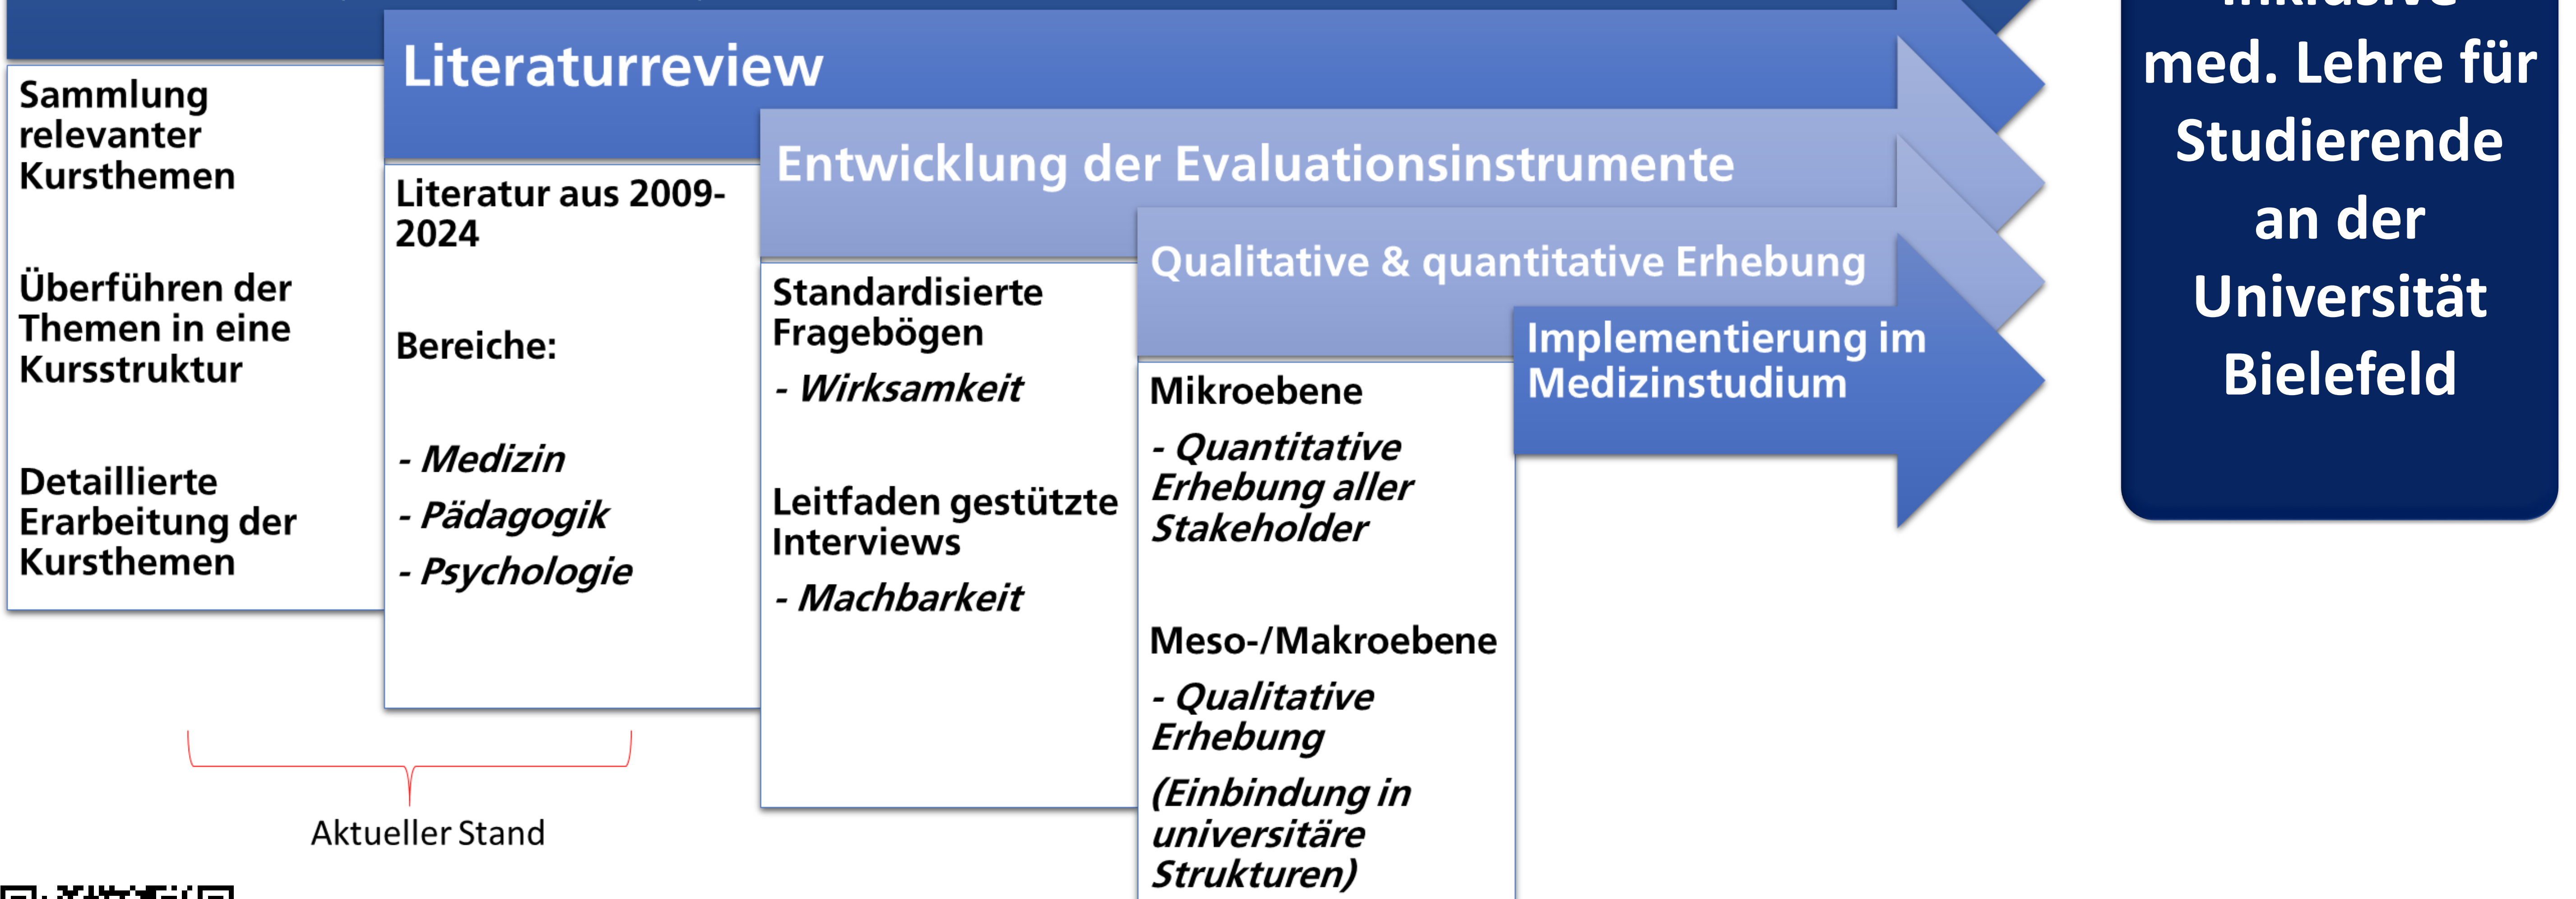 Literaturreview
Entwicklung der Evaluationsinstrumente
Qualitative & quantitative Erhebung
Implementierung im
Medizinstudium
Sammlung
relevanter
Kursthemen
Überführen der
Themen in eine
Kursstruktur
Detaillierte
Erarbeitung der
Kursthemen
Literatur aus 2009-
2024
Bereiche:
- Medizin
- Pädagogik
- Psychologie
Standardisierte
Fragebögen
- Wirksamkeit
Leitfaden gestützte
Interviews
- Machbarkeit
Mikroebene
- Quantitative
Erhebung aller
Stakeholder
Meso-/Makroebene
- Qualitative
Erhebung
(Einbindung in
universitäre
Strukturen)
Aktueller Stand
inklusive
med. Lehre für
Studierende
an der
Universität
Bielefeld